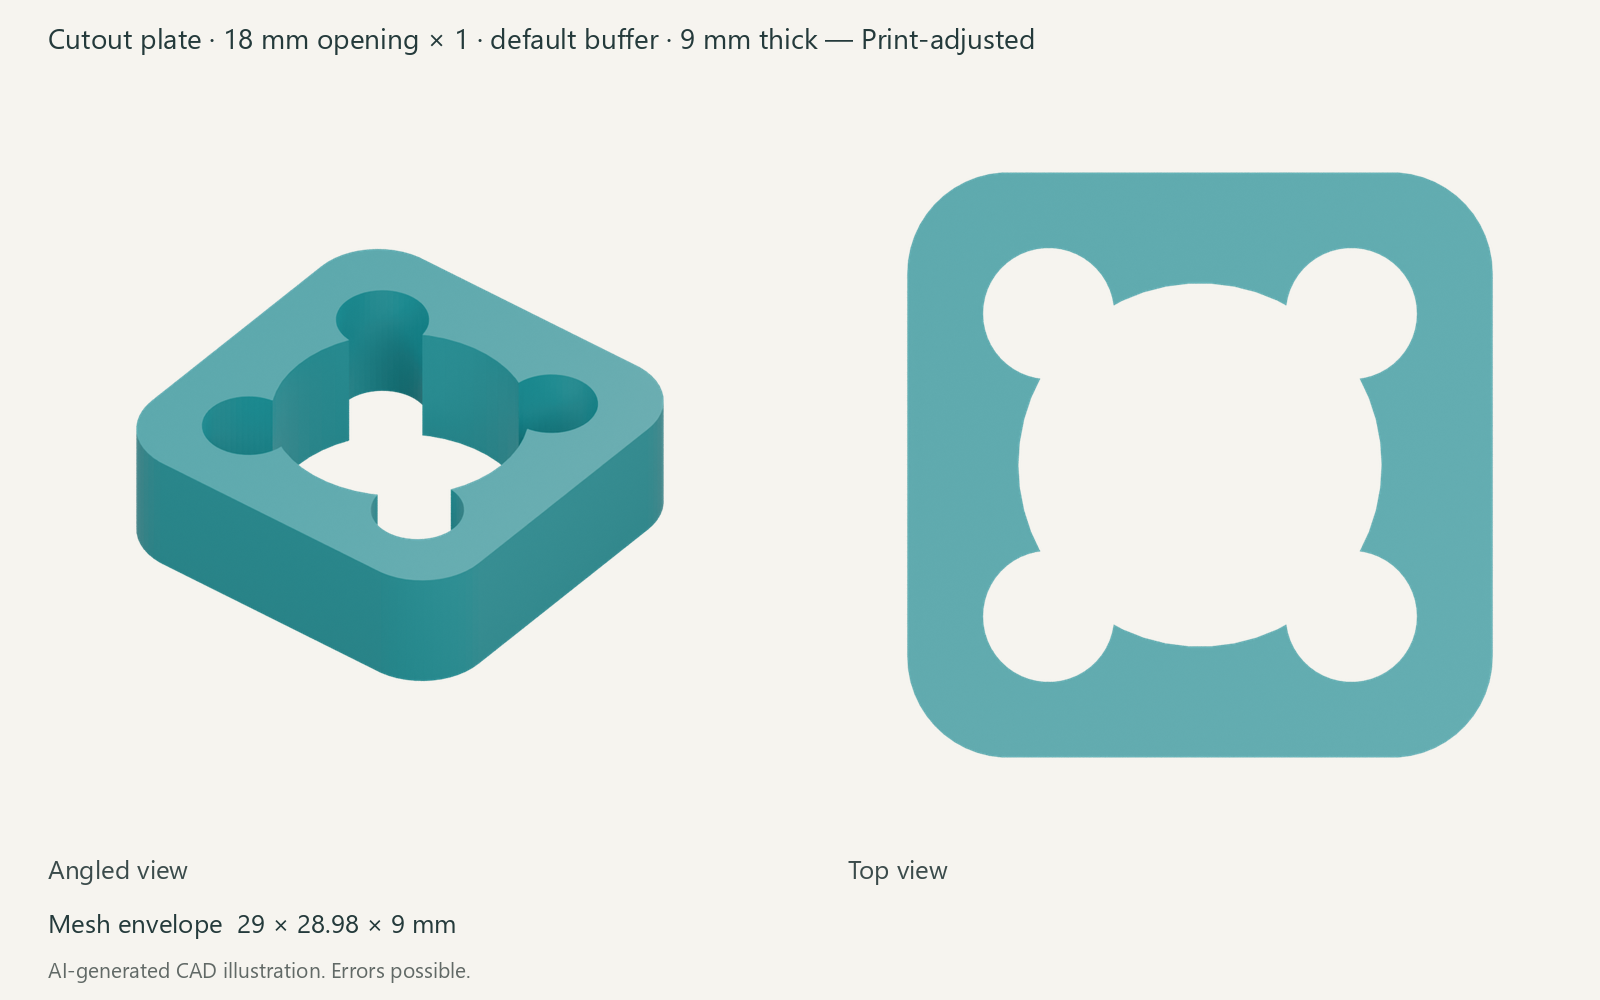 Cutout plate · 18 mm opening × 1 · default buffer · 9 mm thick — Print-adjusted
Angled view
Top view
Mesh envelope 29 × 28.98 × 9 mm
AI-generated CAD illustration. Errors possible.